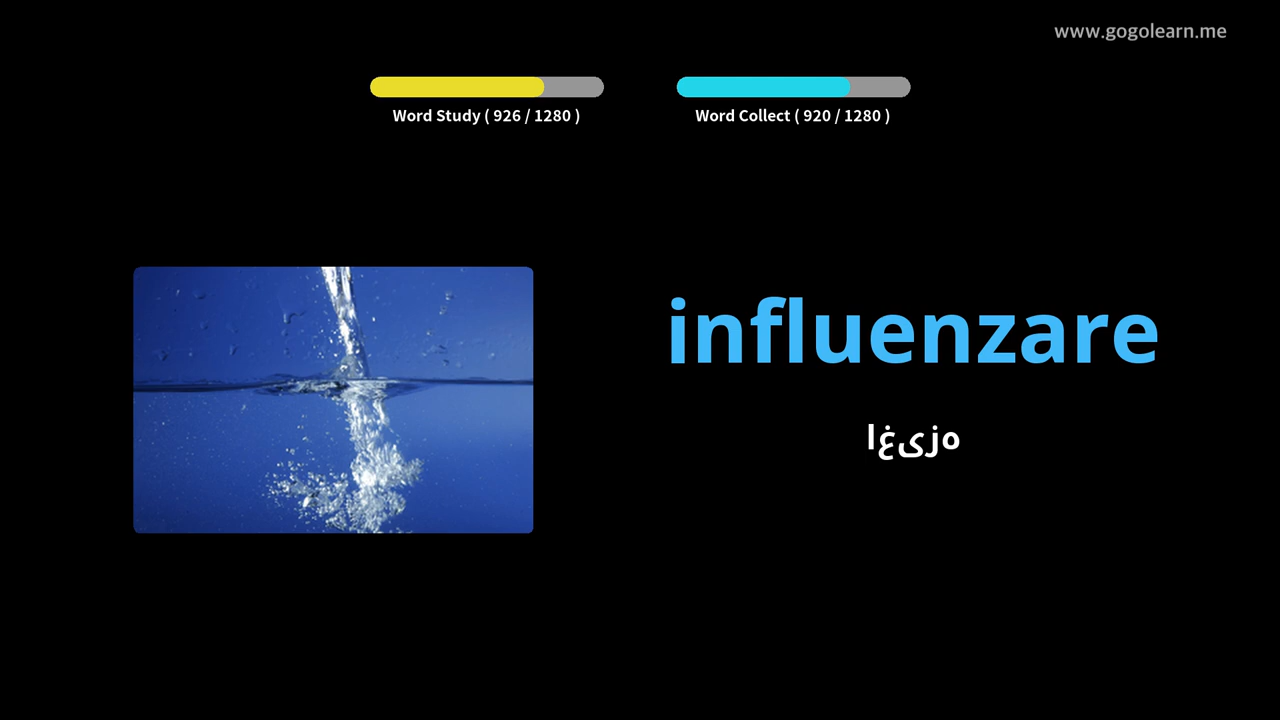 www.gogolearn.me
Word Study ( 926 / 1280 )
Word Collect ( 920 / 1280 )
influenzare
اغیزه